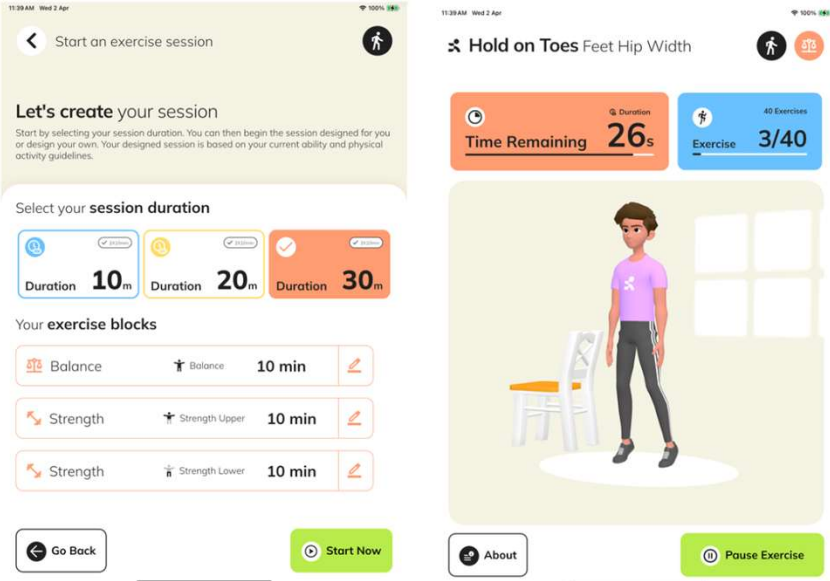 11:39 AM Wed 2 Apr
100%
Start an exercise session
Let's create your session
Start by selecting your session duration. You can then begin the session designed for you
or design your own. Your designed session is based on your current ability and physical
activity guidelines.
Select your session duration
Duration 10m
Duration 20m
Duration 30m
Your exercise blocks
Balance Balance 10 min
Strength Strength Upper 10 min
Strength Strength Lower 10 min
Go Back
Start Now
11:39 AM Wed 2 Apr
100%
Hold on Toes Feet Hip Width
Duration
Time Remaining 26s
40 Exercises
Exercise 3/40
About
Pause Exercise